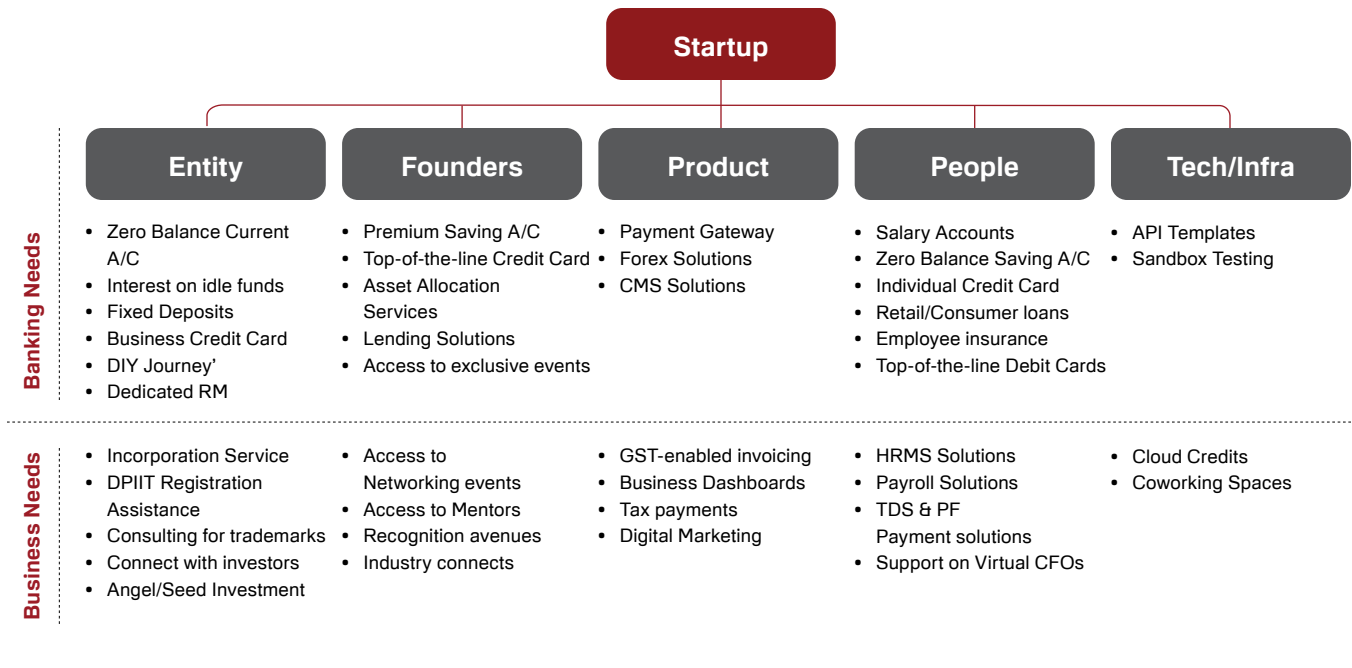 Startup
Entity
Founders
Product
People
Tech/Infra
Banking Needs
• Zero Balance Current
A/C
• Interest on idle funds
• Fixed Deposits
• Business Credit Card
• DIY Journey’
• Dedicated RM
• Premium Saving A/C
• Top-of-the-line Credit Card
• Asset Allocation
Services
• Lending Solutions
• Access to exclusive events
• Payment Gateway
• Forex Solutions
• CMS Solutions
• Salary Accounts
• Zero Balance Saving A/C
• Individual Credit Card
• Retail/Consumer loans
• Employee insurance
• Top-of-the-line Debit Cards
• API Templates
• Sandbox Testing
Business Needs
• Incorporation Service
• DPIIT Registration
Assistance
• Consulting for trademarks
• Connect with investors
• Angel/Seed Investment
• Access to
Networking events
• Access to Mentors
• Recognition avenues
• Industry connects
• GST-enabled invoicing
• Business Dashboards
• Tax payments
• Digital Marketing
• HRMS Solutions
• Payroll Solutions
• TDS & PF
Payment solutions
• Support on Virtual CFOs
• Cloud Credits
• Coworking Spaces